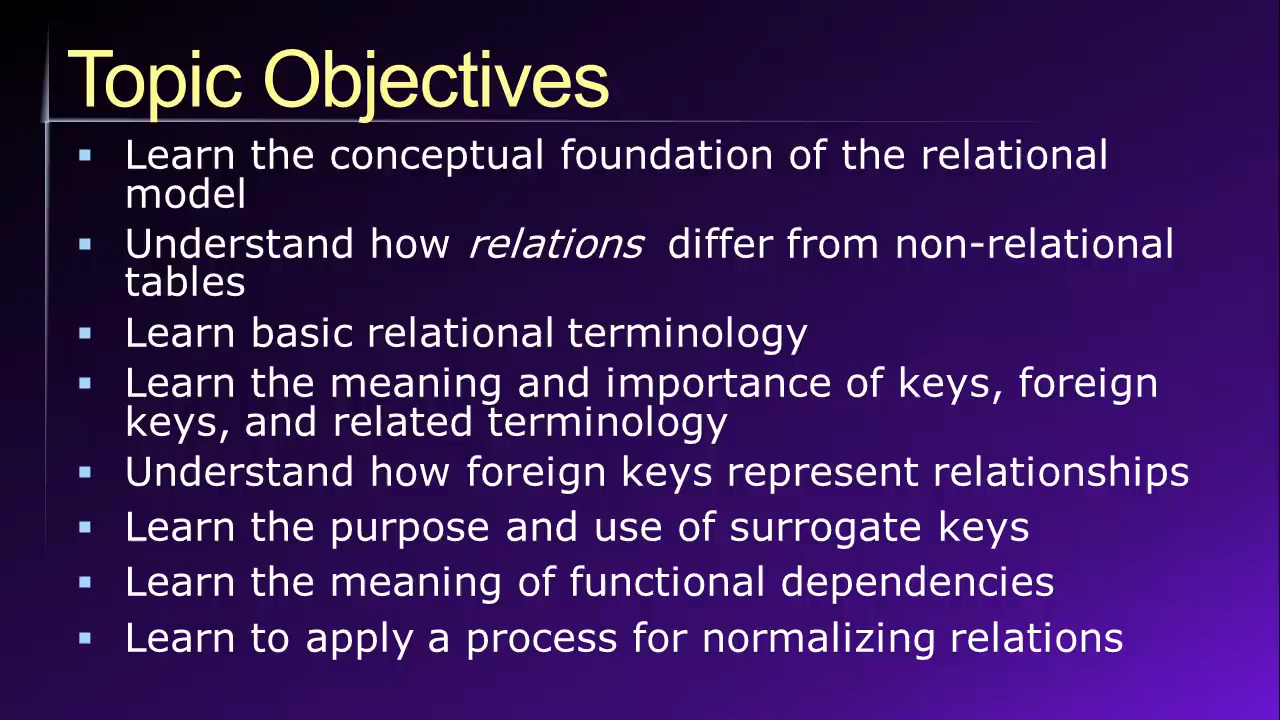 Topic Objectives
▪ Learn the conceptual foundation of the relational
model
▪ Understand how relations differ from non-relational
tables
▪ Learn basic relational terminology
▪ Learn the meaning and importance of keys, foreign
keys, and related terminology
▪ Understand how foreign keys represent relationships
▪ Learn the purpose and use of surrogate keys
▪ Learn the meaning of functional dependencies
▪ Learn to apply a process for normalizing relations